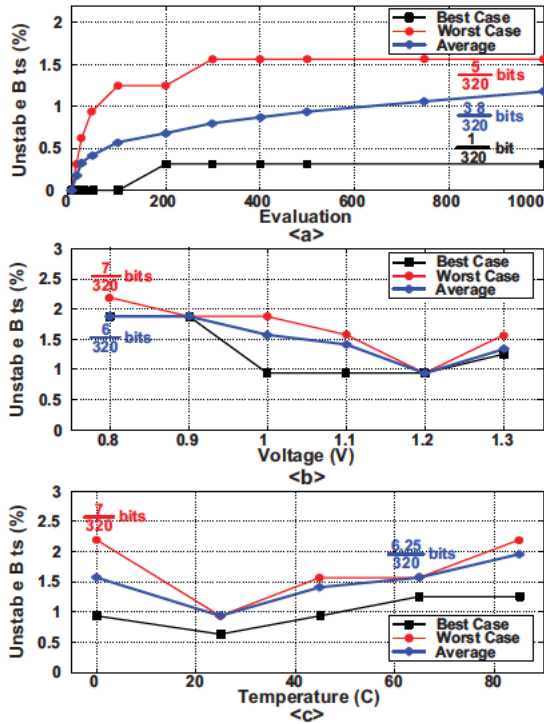 2
Best Case
Worst Case
Average
1.5
1
0.5
0
Unstab e B ts (%)
5
320 bits
3 8
320 bits
1
320 bit
0 200 400 600 800 1000
Evaluation
<a>
3
Best Case
Worst Case
Average
2.5
2
1.5
1
0.5
0
Unstab e B ts (%)
7
320 bits
6
320 bits
0.8 0.9 1 1.1 1.2 1.3
Voltage (V)
<b>
3
2.5
2
1.5
1
0.5
0
Unstab e B ts (%)
7
320 bits
6.25
320 bits
Best Case
Worst Case
Average
0 20 40 60 80
Temperature (C)
<c>